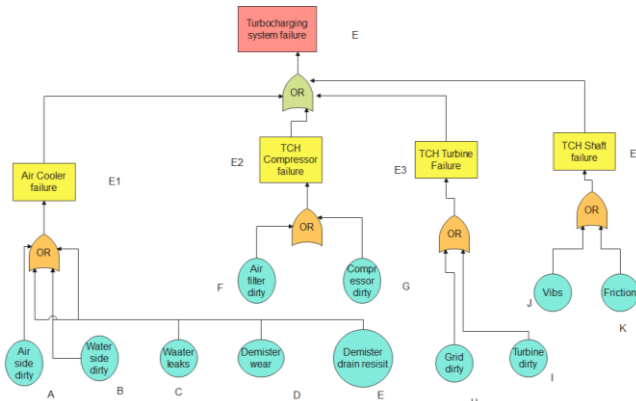 Turbocharging
system failure
E
OR
TCH
Compressor
failure
E2
TCH Turbine
Failure
E3
TCH Shaft
failure
E
Air Cooler
failure
E1
OR
OR
OR
OR
Air
filter
dirty
F
Compr
essor
dirty
G
Vibs
J
Friction
K
Air
side
dirty
A
Water
side
dirty
B
Waater
leaks
C
Demister
wear
D
Demister
drain resisit
E
Grid
dirty
Turbine
dirty
I